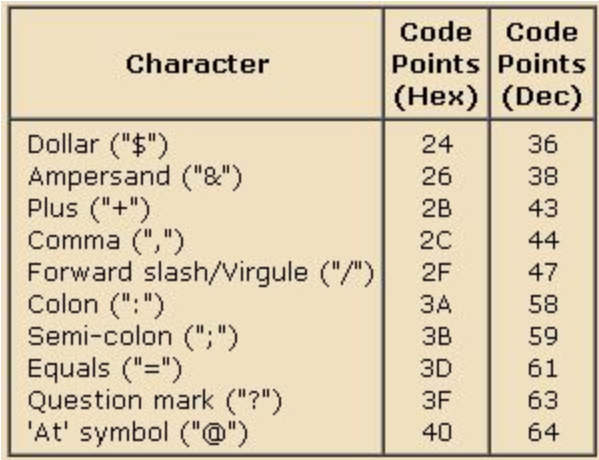 Character Code Points (Hex) Code Points (Dec)
Dollar ("$") 24 36
Ampersand ("&") 26 38
Plus ("+") 2B 43
Comma (",") 2C 44
Forward slash/Virgule ("/") 2F 47
Colon (":") 3A 58
Semi-colon (";") 3B 59
Equals ("=") 3D 61
Question mark ("?") 3F 63
'At' symbol ("@") 40 64